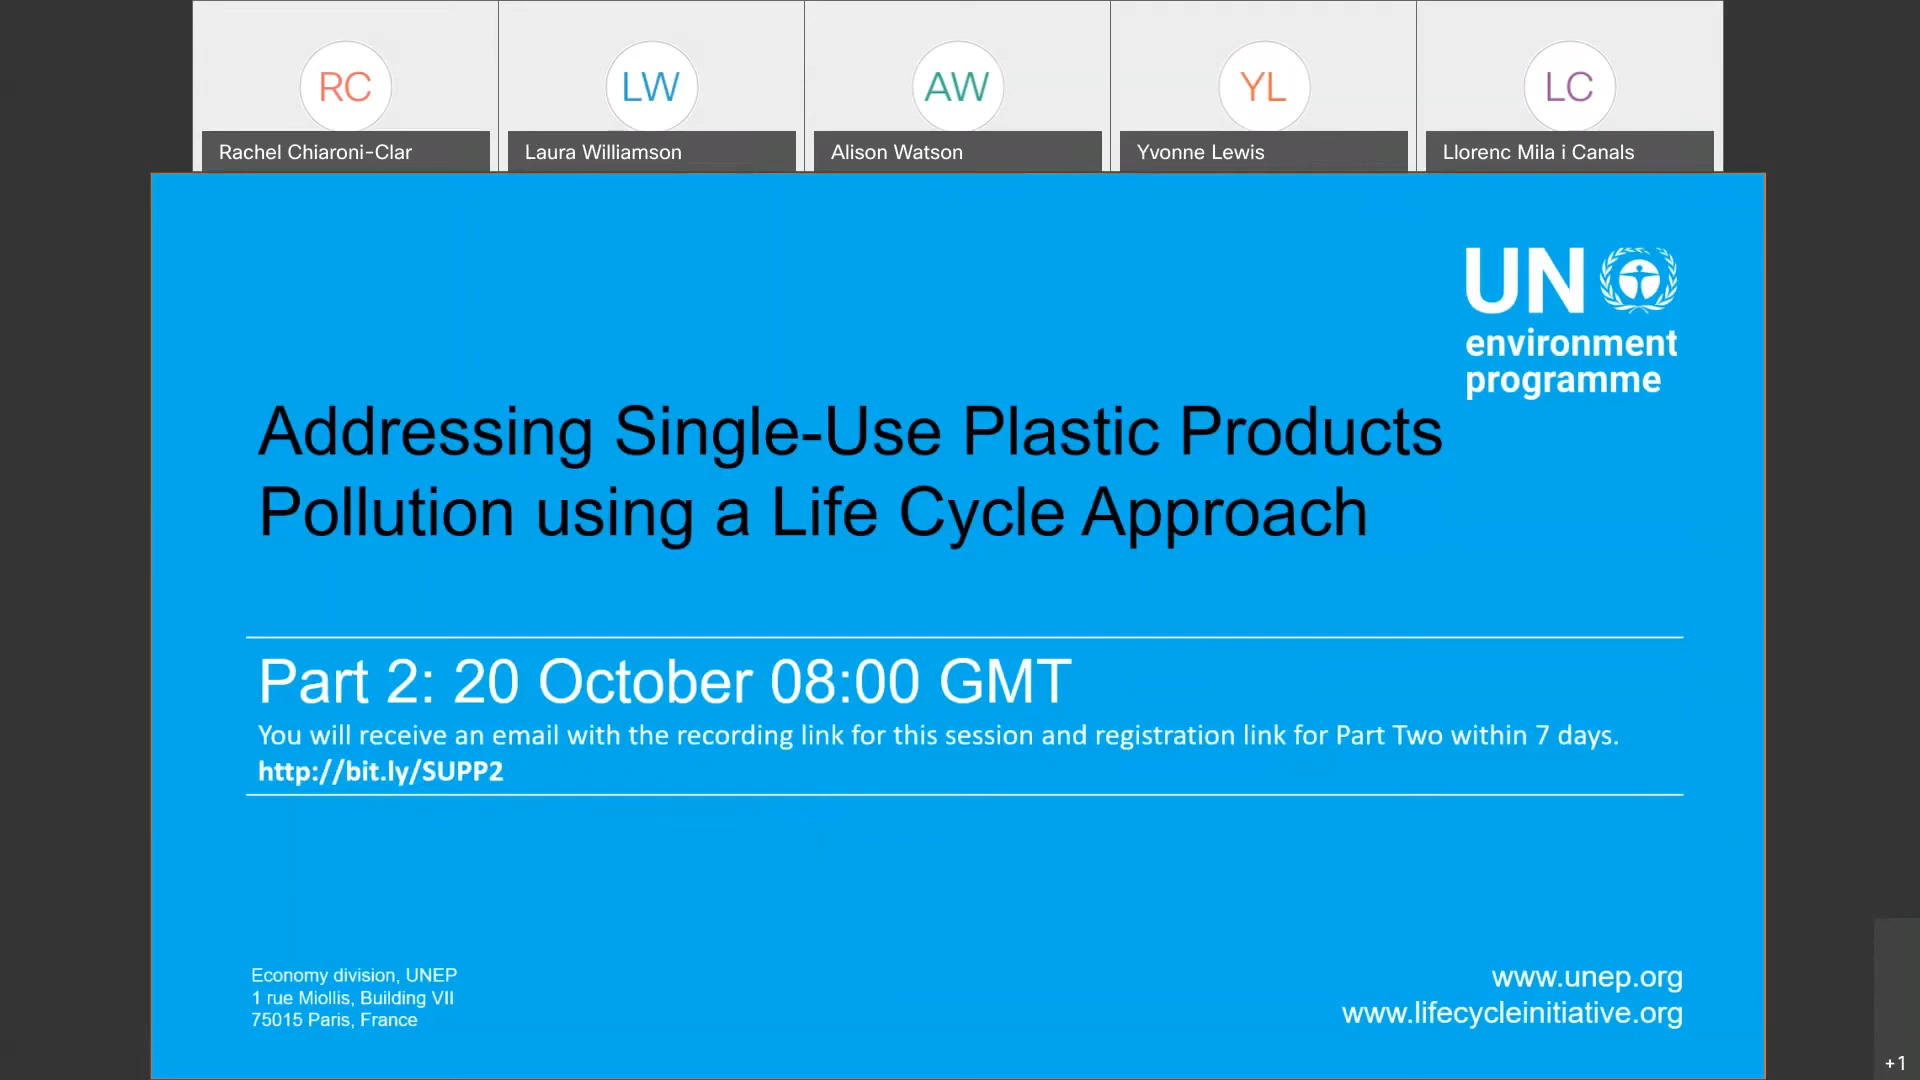 RC
LW
AW
YL
LC
Rachel Chiaroni-Clar
Laura Williamson
Alison Watson
Yvonne Lewis
Llorenc Mila i Canals
UN
environment
programme
Addressing Single-Use Plastic Products
Pollution using a Life Cycle Approach
Part 2: 20 October 08:00 GMT
You will receive an email with the recording link for this session and registration link for Part Two within 7 days.
http://bit.ly/SUPP2
Economy division, UNEP
1 rue Miollis, Building VII
75015 Paris, France
www.unep.org
www.lifecycleinitiative.org
+1